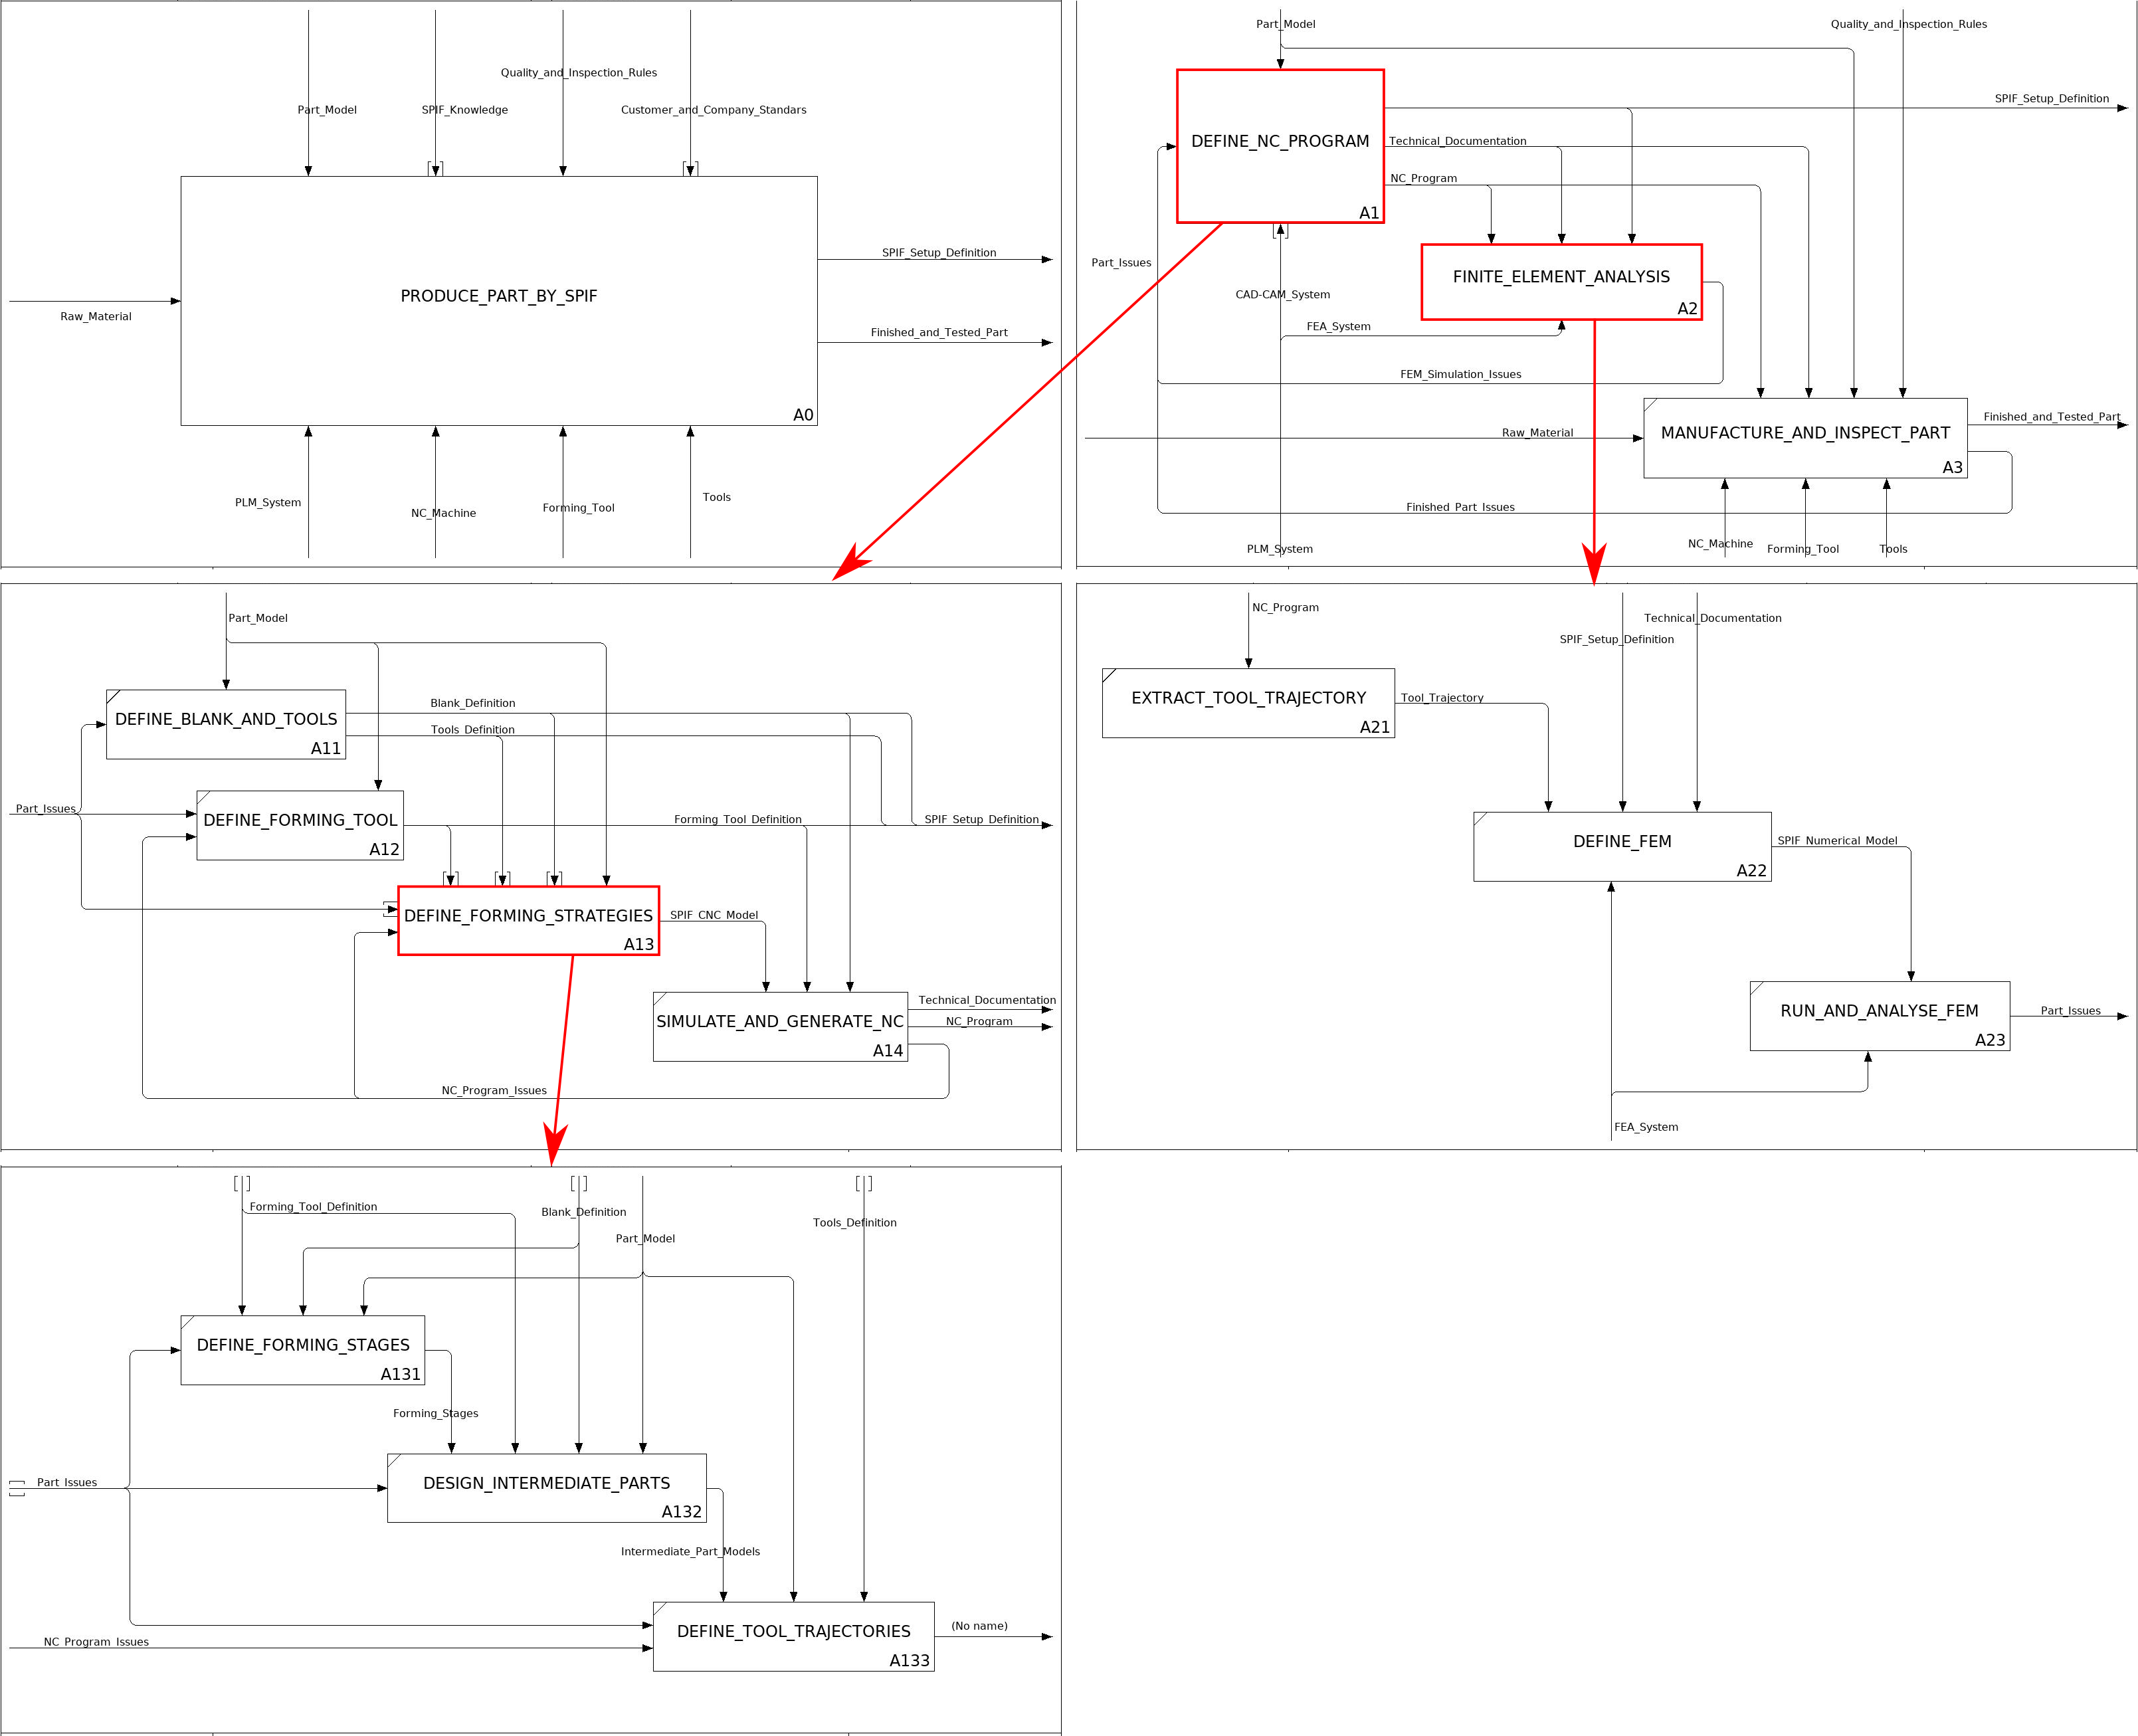 Quality_and_Inspection_Rules
Part_Model
SPIF_Knowledge
Customer_and_Company_Standars
PRODUCE_PART_BY_SPIF
A0
Raw_Material
SPIF_Setup_Definition
Finished_and_Tested_Part
PLM_System
NC_Machine
Forming_Tool
Tools
Part_Model
Quality_and_Inspection_Rules
SPIF_Setup_Definition
DEFINE_NC_PROGRAM
A1
Technical_Documentation
NC_Program
Part_Issues
FINITE_ELEMENT_ANALYSIS
A2
CAD-CAM_System
FEA_System
FEM_Simulation_Issues
Raw_Material
MANUFACTURE_AND_INSPECT_PART
A3
Finished_and_Tested_Part
Finished_Part_Issues
PLM_System
NC_Machine
Forming_Tool
Tools
Part_Model
DEFINE_BLANK_AND_TOOLS
A11
Blank_Definition
Tools_Definition
Part_Issues
DEFINE_FORMING_TOOL
A12
Forming_Tool_Definition
SPIF_Setup_Definition
DEFINE_FORMING_STRATEGIES
A13
SPIF_CNC_Model
SIMULATE_AND_GENERATE_NC
A14
Technical_Documentation
NC_Program
NC_Program_Issues
NC_Program
Technical_Documentation
SPIF_Setup_Definition
EXTRACT_TOOL_TRAJECTORY
A21
Tool_Trajectory
DEFINE_FEM
A22
SPIF_Numerical_Model
RUN_AND_ANALYSE_FEM
A23
Part_Issues
FEA_System
Forming_Tool_Definition
Blank_Definition
Tools_Definition
Part_Model
DEFINE_FORMING_STAGES
A131
Forming_Stages
Part_Issues
DESIGN_INTERMEDIATE_PARTS
A132
Intermediate_Part_Models
NC_Program_Issues
DEFINE_TOOL_TRAJECTORIES
A133
(No name)